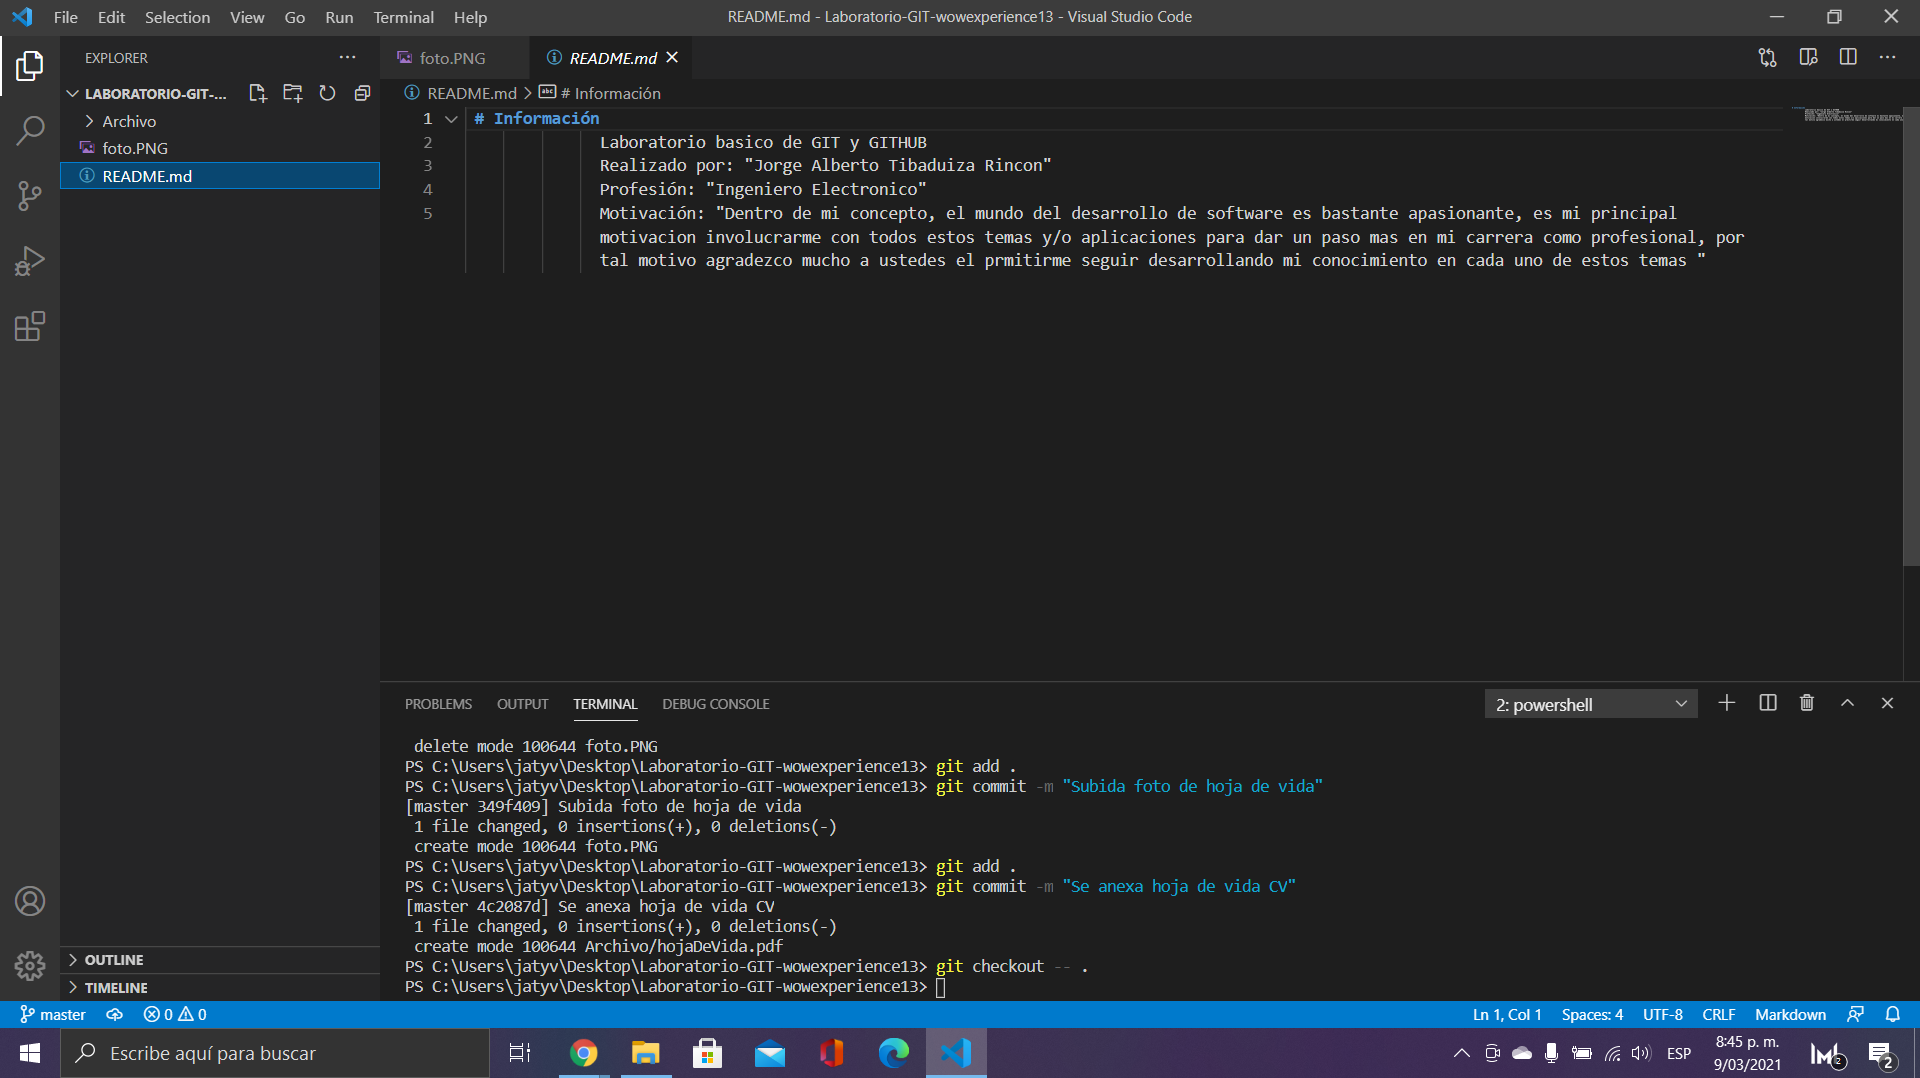 File Edit Selection View Go Run Terminal Help
README.md - Laboratorio-GIT-wowexperience13 - Visual Studio Code
EXPLORER
LABORATORIO-GIT-...
Archivo
foto.PNG
README.md
OUTLINE
TIMELINE
foto.PNG README.md
README.md > # Información
1 # Información
2 Laboratorio basico de GIT y GITHUB
3 Realizado por: "Jorge Alberto Tibaduiza Rincon"
4 Profesión: "Ingeniero Electronico"
5 Motivación: "Dentro de mi concepto, el mundo del desarrollo de software es bastante apasionante, es mi principal
motivacion involucrarme con todos estos temas y/o aplicaciones para dar un paso mas en mi carrera como profesional, por
tal motivo agradezco mucho a ustedes el prmitirme seguir desarrollando mi conocimiento en cada uno de estos temas "
PROBLEMS OUTPUT TERMINAL DEBUG CONSOLE
2: powershell
delete mode 100644 foto.PNG
PS C:\Users\jatyv\Desktop\Laboratorio-GIT-wowexperience13> git add .
PS C:\Users\jatyv\Desktop\Laboratorio-GIT-wowexperience13> git commit -m "Subida foto de hoja de vida"
[master 349f409] Subida foto de hoja de vida
1 file changed, 0 insertions(+), 0 deletions(-)
create mode 100644 foto.PNG
PS C:\Users\jatyv\Desktop\Laboratorio-GIT-wowexperience13> git add .
PS C:\Users\jatyv\Desktop\Laboratorio-GIT-wowexperience13> git commit -m "Se anexa hoja de vida CV"
[master 4c2087d] Se anexa hoja de vida CV
1 file changed, 0 insertions(+), 0 deletions(-)
create mode 100644 Archivo/hojaDeVida.pdf
PS C:\Users\jatyv\Desktop\Laboratorio-GIT-wowexperience13> git checkout -- .
PS C:\Users\jatyv\Desktop\Laboratorio-GIT-wowexperience13>
master 0 0
Ln 1, Col 1 Spaces: 4 UTF-8 CRLF Markdown
Escribe aquí para buscar
ESP
8:45 p. m.
9/03/2021
2
2